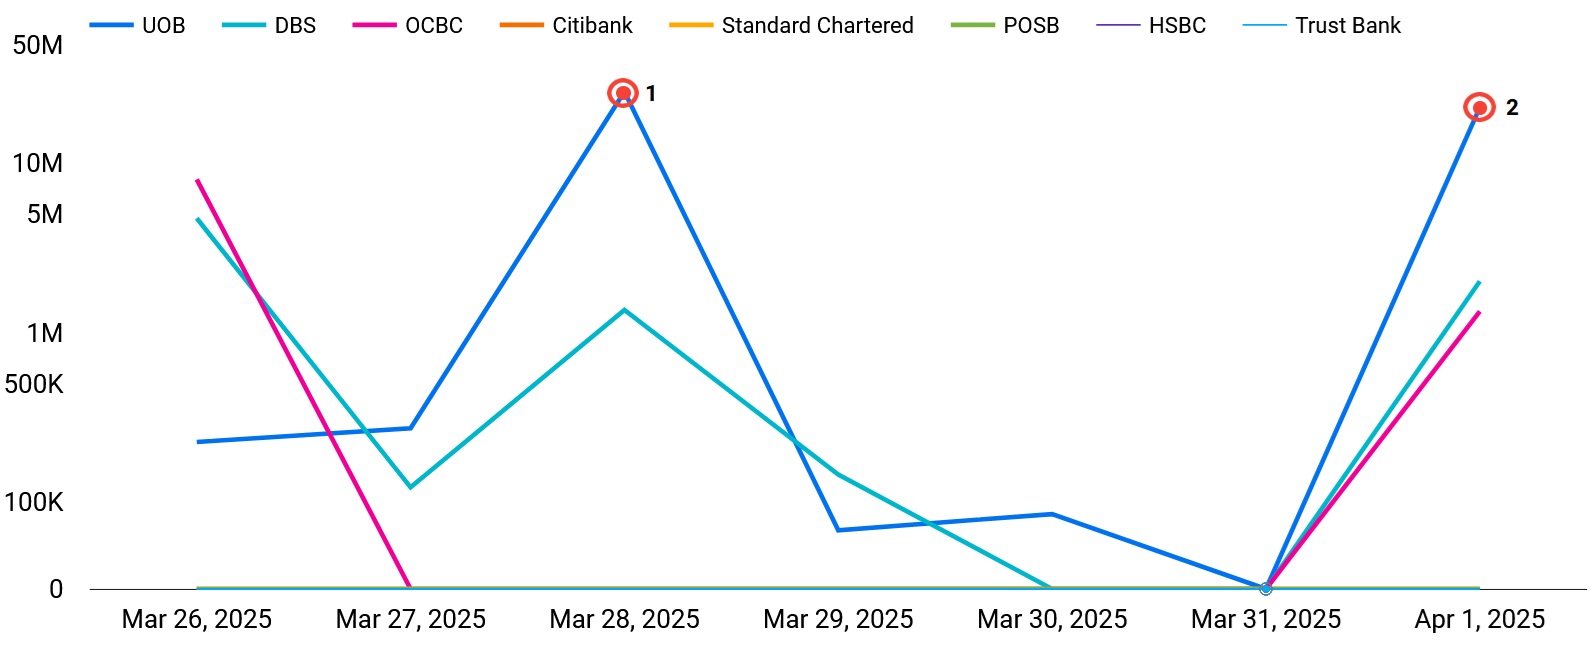 UOB DBS OCBC Citibank Standard Chartered POSB HSBC Trust Bank
50M
1
2
10M
5M
1M
500K
100K
0
Mar 26, 2025 Mar 27, 2025 Mar 28, 2025 Mar 29, 2025 Mar 30, 2025 Mar 31, 2025 Apr 1, 2025